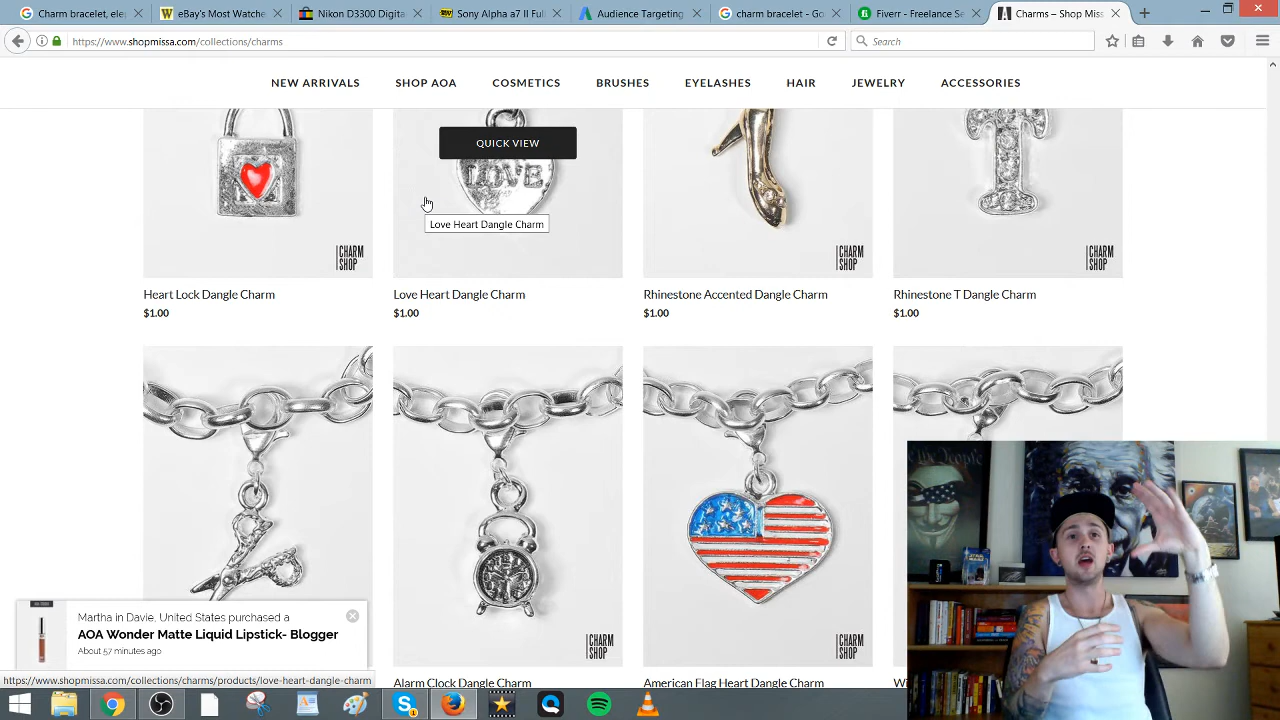 Charm bracelet, ele
eBay's Most Watche
Nikon D3300 Digita
Sony Alpha a7 II Full
Audience Targeting
charm bracelet - Go
Fiverr - Freelance Se
Charms – Shop Miss
https://www.shopmissa.com/collections/charms
Search
NEW ARRIVALS
SHOP AOA
COSMETICS
BRUSHES
EYELASHES
HAIR
JEWELRY
ACCESSORIES
QUICK VIEW
LOVE
Love Heart Dangle Charm
CHARM SHOP
CHARM SHOP
CHARM SHOP
Heart Lock Dangle Charm
Love Heart Dangle Charm
Rhinestone Accented Dangle Charm
Rhinestone T Dangle Charm
$1.00
$1.00
$1.00
$1.00
We the People
Martha in Davie, United States purchased a
AOA Wonder Matte Liquid Lipstick- Blogger
About 57 minutes ago
CHARM SHOP
CHARM SHOP
https://www.shopmissa.com/collections/charms/products/love-heart-dangle-charm
Alarm Clock Dangle Charm
American Flag Heart Dangle Charm